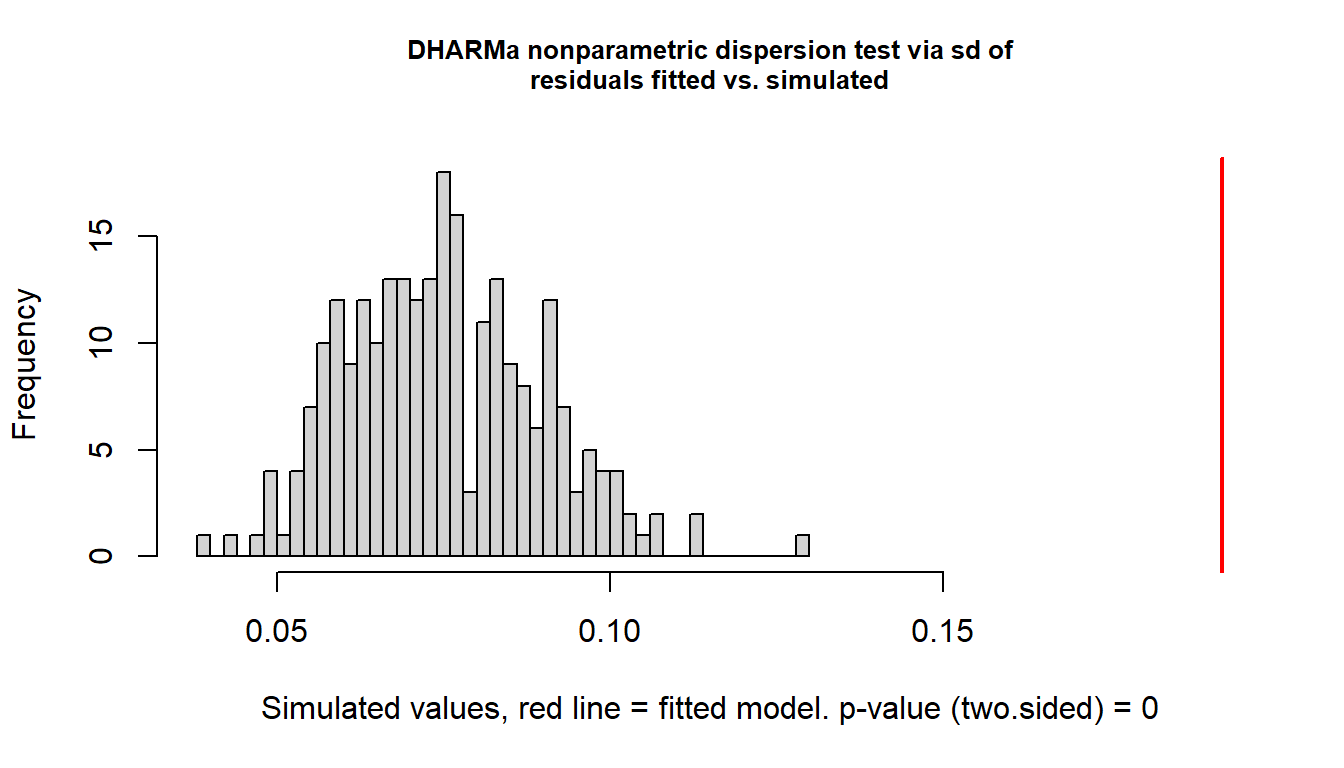 DHARMa nonparametric dispersion test via sd of
residuals fitted vs. simulated
Frequency
15
10
5
0
0.05 0.10 0.15
Simulated values, red line = fitted model. p-value (two.sided) = 0